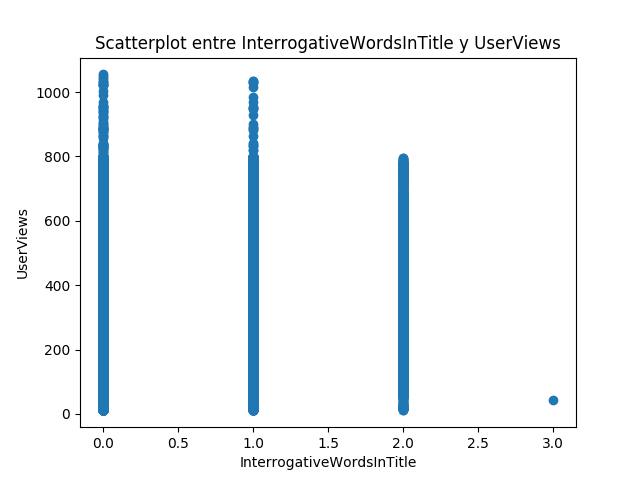 Scatterplot entre InterrogativeWordsInTitle y UserViews
1000
800
600
400
200
0
UserViews
0.0 0.5 1.0 1.5 2.0 2.5 3.0
InterrogativeWordsInTitle